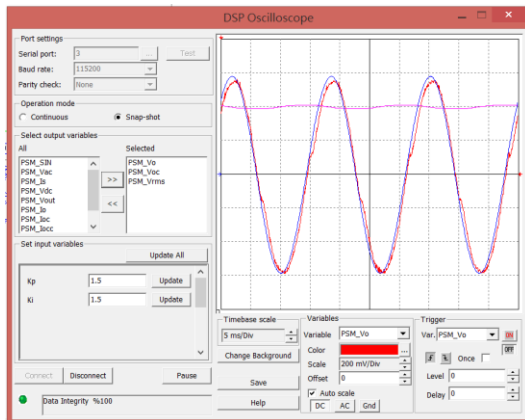 DSP Oscilloscope
Port settings
Serial port: 3 ... Test
Baud rate: 115200
Parity check: None
Operation mode
Continuous Snap-shot
Select output variables
All Selected
PSM_SIN
PSM_Vac
PSM_Is
PSM_Vdc
PSM_Vout
PSM_Ia
PSM_Iac
PSM_Iacc
>>
<<
PSM_Vo
PSM_Voc
PSM_Vrms
Set input variables
Update All
Kp 1.5 Update
Ki 1.5 Update
Connect Disconnect Pause
Data Integrity %100
Timebase scale
5 ms/Div
Change Background
Save
Help
Variables
Variable PSM_Vo
Color ...
Scale 200 mV/Div
Offset 0
Auto scale
DC AC Gnd
Trigger
Var. PSM_Vo ON
OFF
Once
Level 0
Delay 0